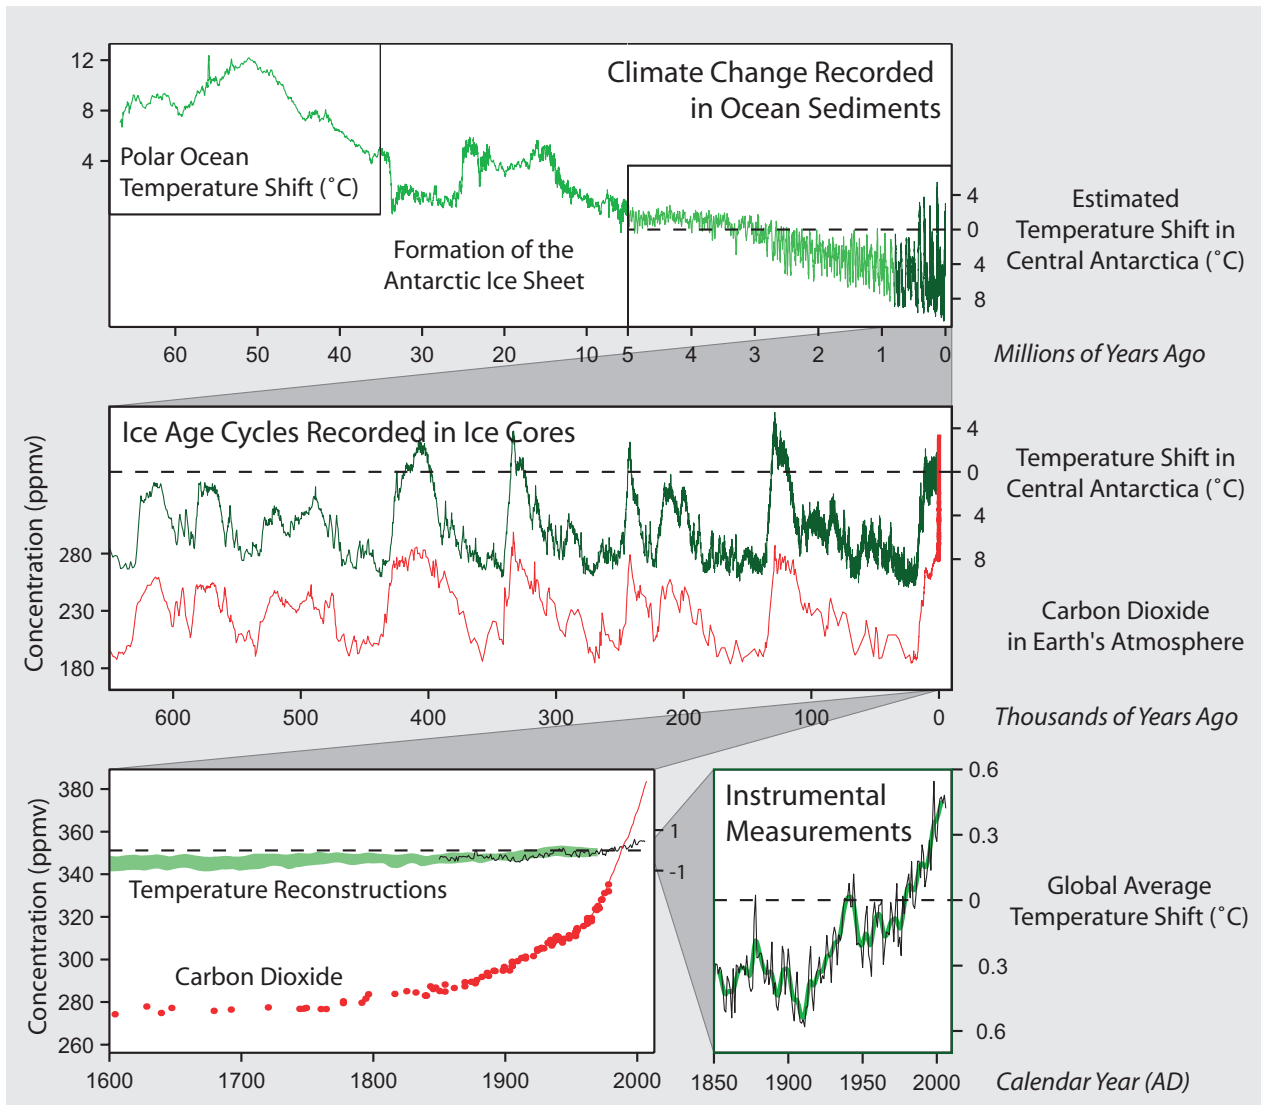 Climate Change Recorded
in Ocean Sediments
12
8
4
Polar Ocean
Temperature Shift (˚C)
Formation of the
Antarctic Ice Sheet
4
0
4
8
Estimated
Temperature Shift in
Central Antarctica (˚C)
60 50 40 30 20 10 5 4 3 2 1 0
Millions of Years Ago
Ice Age Cycles Recorded in Ice Cores
Concentration (ppmv)
280
230
180
4
0
4
8
Temperature Shift in
Central Antarctica (˚C)
Carbon Dioxide
in Earth's Atmosphere
600 500 400 300 200 100 0
Thousands of Years Ago
Concentration (ppmv)
380
360
340
320
300
280
260
1
-1
Temperature Reconstructions
Carbon Dioxide
1600 1700 1800 1900 2000
Instrumental
Measurements
0.6
0.3
0
0.3
0.6
Global Average
Temperature Shift (˚C)
1850 1900 1950 2000
Calendar Year (AD)